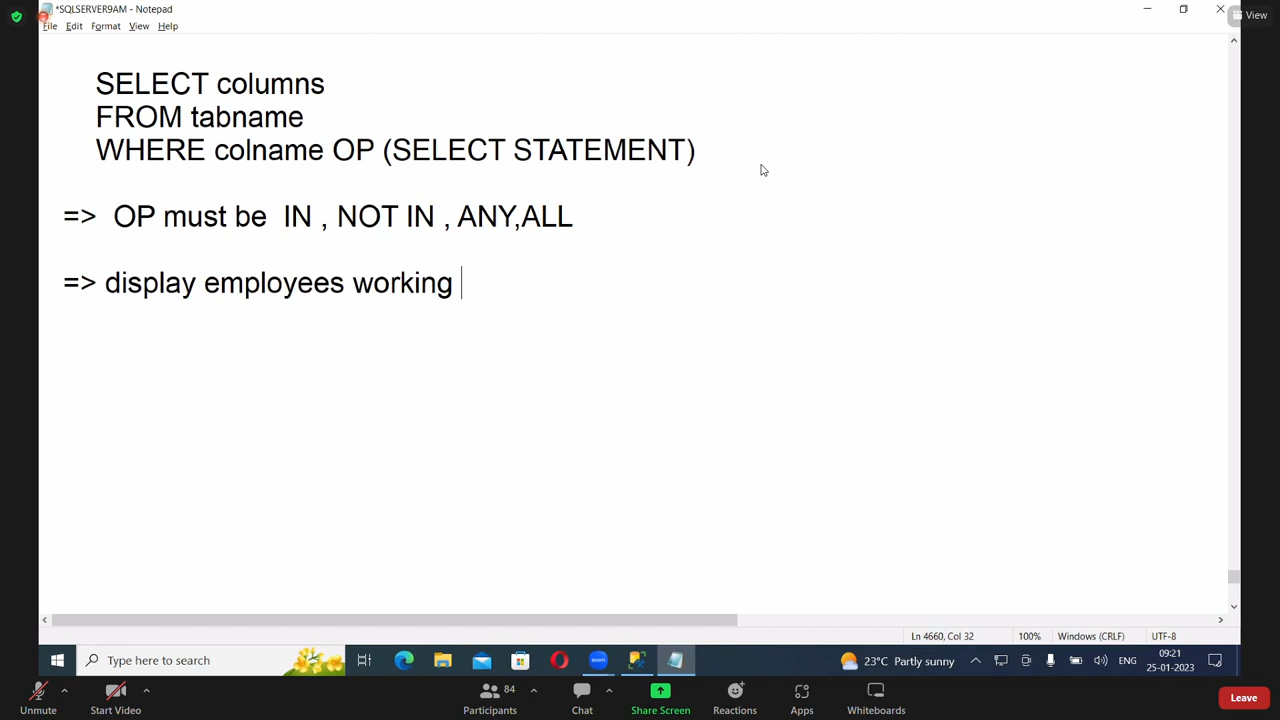 *SQLSERVER9AM - Notepad
View
File Edit Format View Help
SELECT columns
FROM tabname
WHERE colname OP (SELECT STATEMENT)
=> OP must be IN , NOT IN , ANY,ALL
=> display employees working
Ln 4660, Col 32 100% Windows (CRLF) UTF-8
Type here to search
zoom
23°C Partly sunny
ENG
09:21
25-01-2023
84
Unmute Start Video Participants Chat Share Screen Reactions Apps Whiteboards
Leave